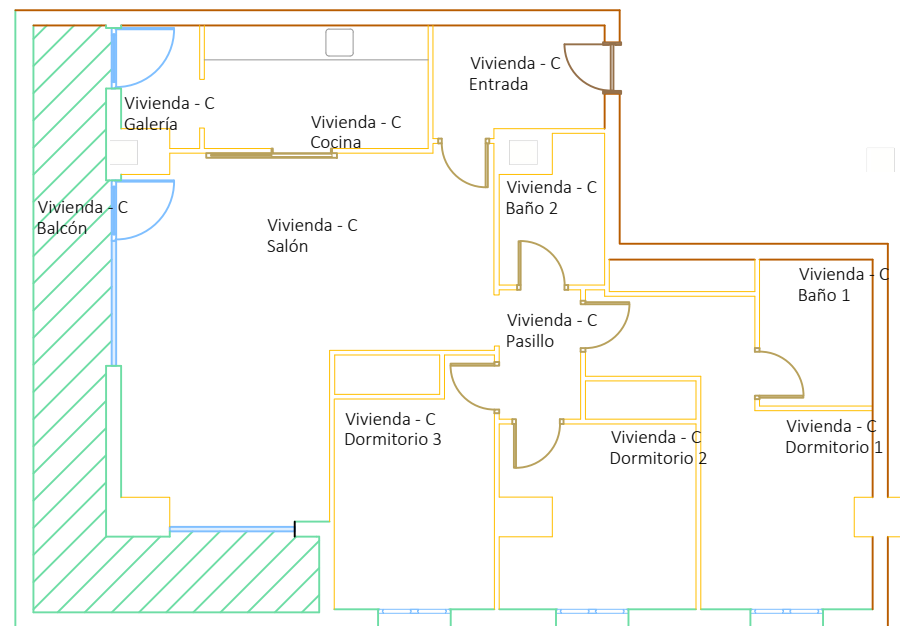 Vivienda - C
Entrada
Vivienda - C
Galería
Vivienda - C
Cocina
Vivienda - C
Baño 2
Vivienda - C
Balcón
Vivienda - C
Salón
Vivienda - C
Baño 1
Vivienda - C
Pasillo
Vivienda - C
Dormitorio 3
Vivienda - C
Dormitorio 2
Vivienda - C
Dormitorio 1